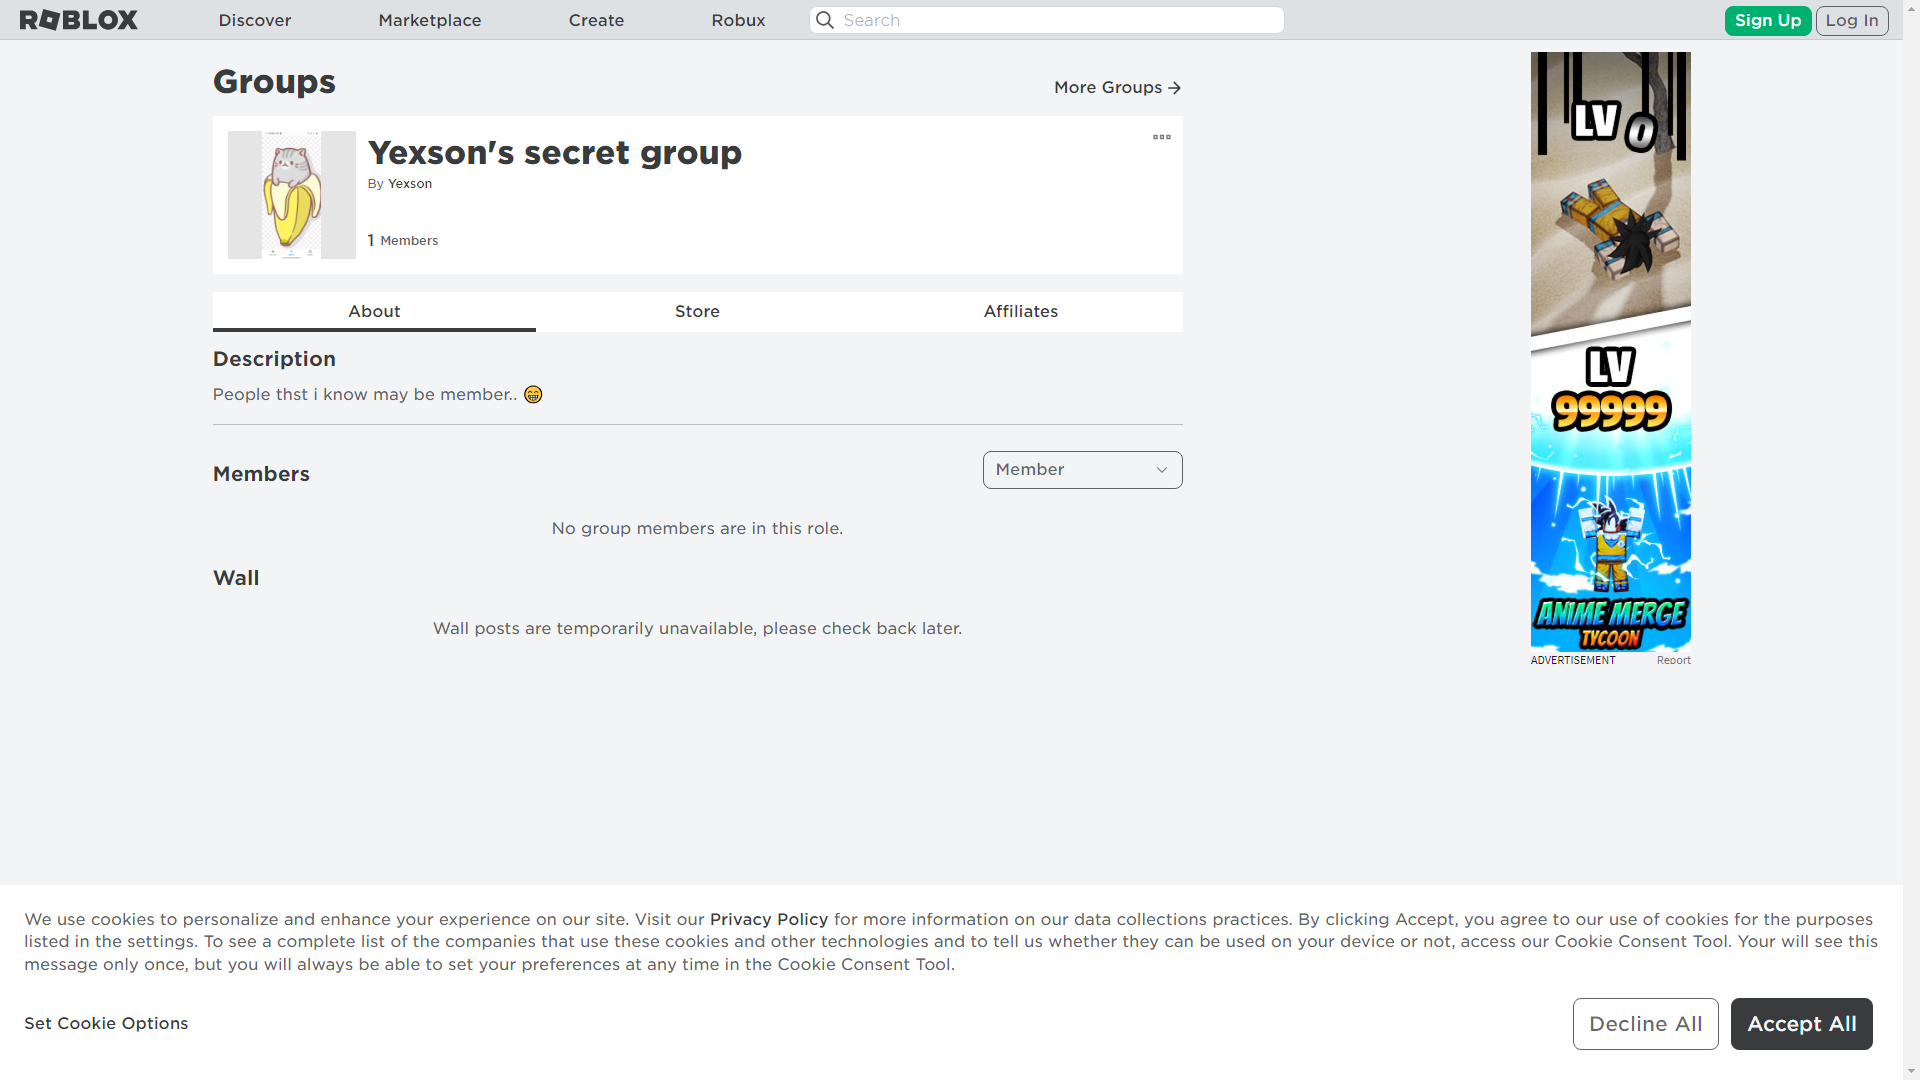 ROBLOX
Discover
Marketplace
Create
Robux
Search
Sign Up
Log In
Groups
More Groups
Yexson's secret group
By Yexson
1 Members
About
Store
Affiliates
Description
People thst i know may be member.. 😁
Members
Member
No group members are in this role.
Wall
Wall posts are temporarily unavailable, please check back later.
LV 0
LV
99999
ANIME MERGE
TYCOON
ADVERTISEMENT
Report
We use cookies to personalize and enhance your experience on our site. Visit our Privacy Policy for more information on our data collections practices. By clicking Accept, you agree to our use of cookies for the purposes
listed in the settings. To see a complete list of the companies that use these cookies and other technologies and to tell us whether they can be used on your device or not, access our Cookie Consent Tool. Your will see this
message only once, but you will always be able to set your preferences at any time in the Cookie Consent Tool.
Set Cookie Options
Decline All
Accept All